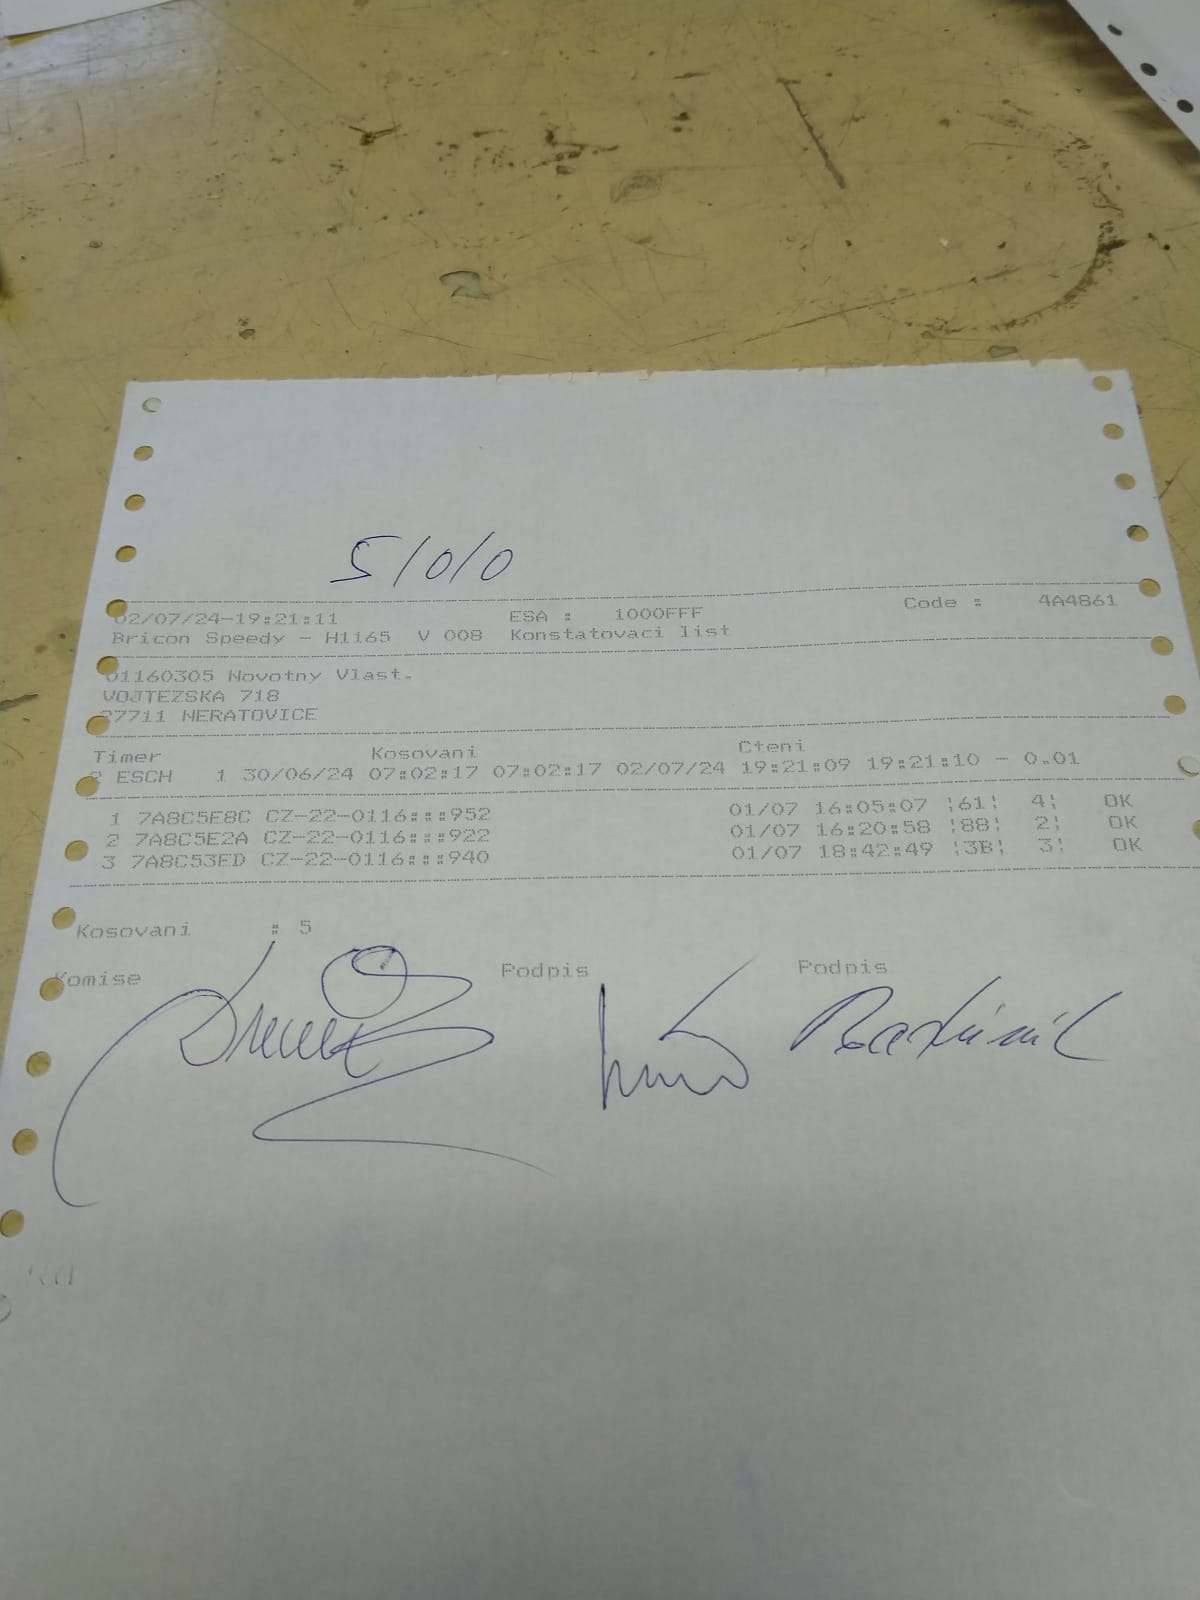 5/0/0
02/07/24-19:21:11 ESA : 1000FFF Code : 4A4861
Bricon Speedy - H1165 V 008 Konstatovaci list
01160305 Novotny Vlast.
VOJTEZSKA 718
27711 NERATOVICE
Timer Kosovani Cteni
2 ESCH 1 30/06/24 07:02:17 07:02:17 02/07/24 19:21:09 19:21:10 - 0.01
1 7A8C5E8C CZ-22-0116:::952 01/07 16:05:07 ¦61¦ 4¦ OK
2 7A8C5E2A CZ-22-0116:::922 01/07 16:20:58 ¦88¦ 2¦ OK
3 7A8C53ED CZ-22-0116:::940 01/07 18:42:49 ¦3B¦ 3¦ OK
Kosovani : 5
Komise Podpis Podpis